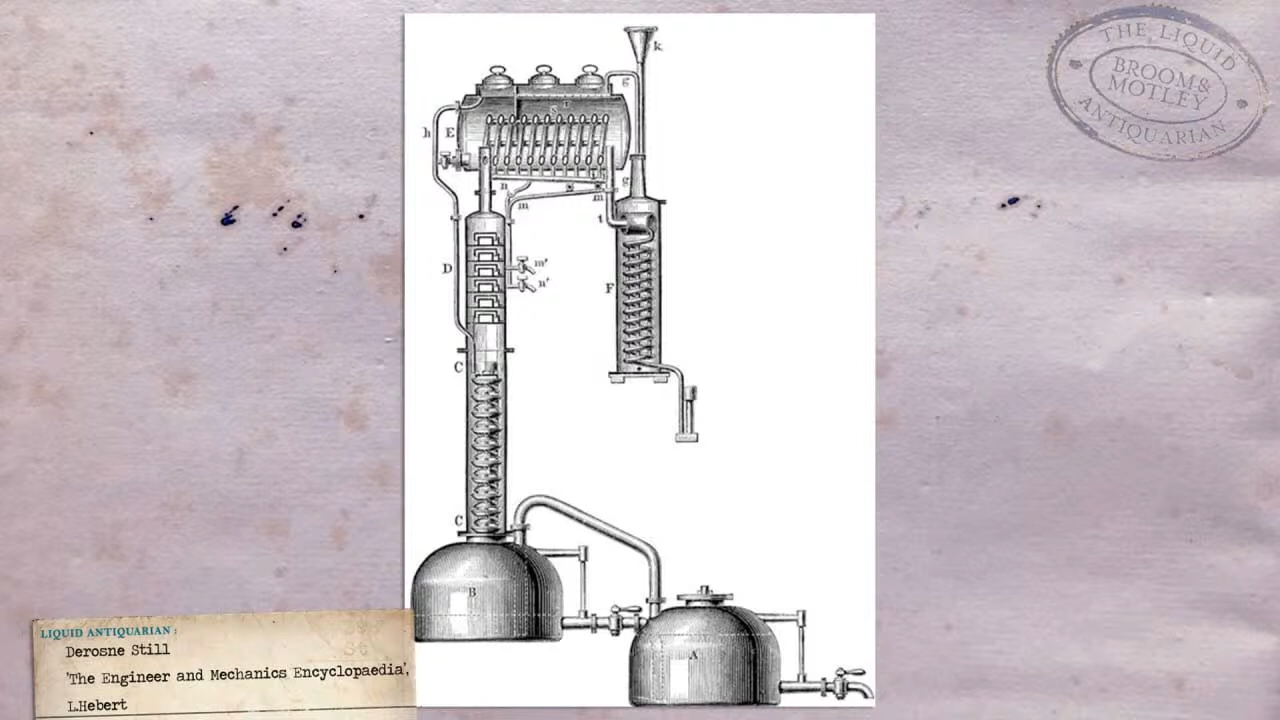 THE LIQUID
BROOM &
MOTLEY
ANTIQUARIAN
k
g
r
s
h
E
n
g
m
m
t
D
m'
n'
F
C
C
B
A
LIQUID ANTIQUARIAN:
Derosne Still
'The Engineer and Mechanics Encyclopaedia',
L.Hebert